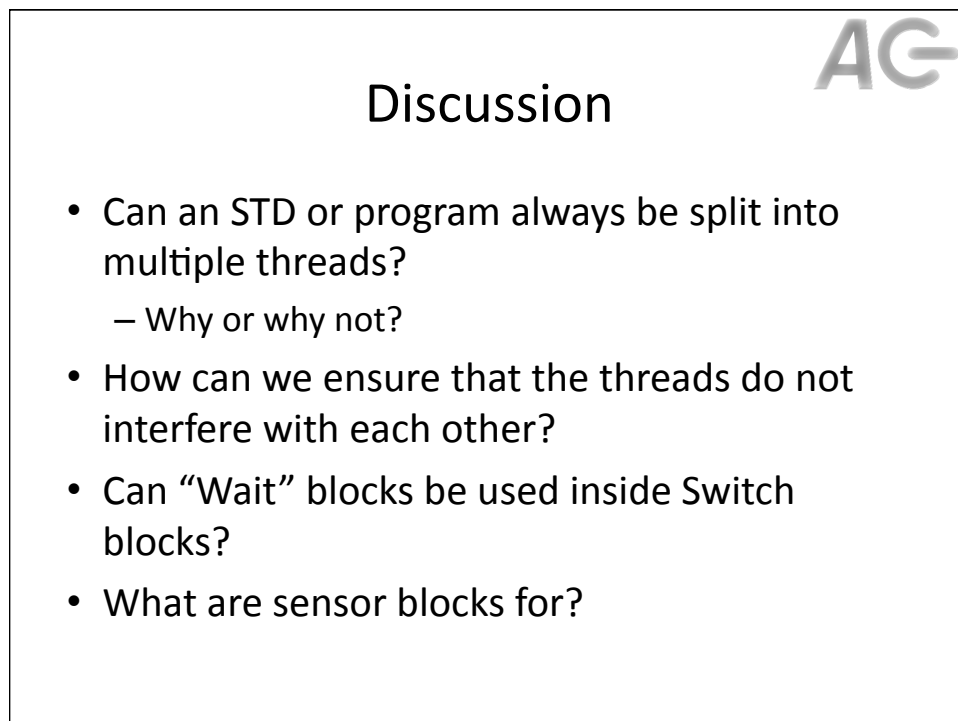 AC
Discussion
• Can an STD or program always be split into
multiple threads?
– Why or why not?
• How can we ensure that the threads do not
interfere with each other?
• Can “Wait” blocks be used inside Switch
blocks?
• What are sensor blocks for?